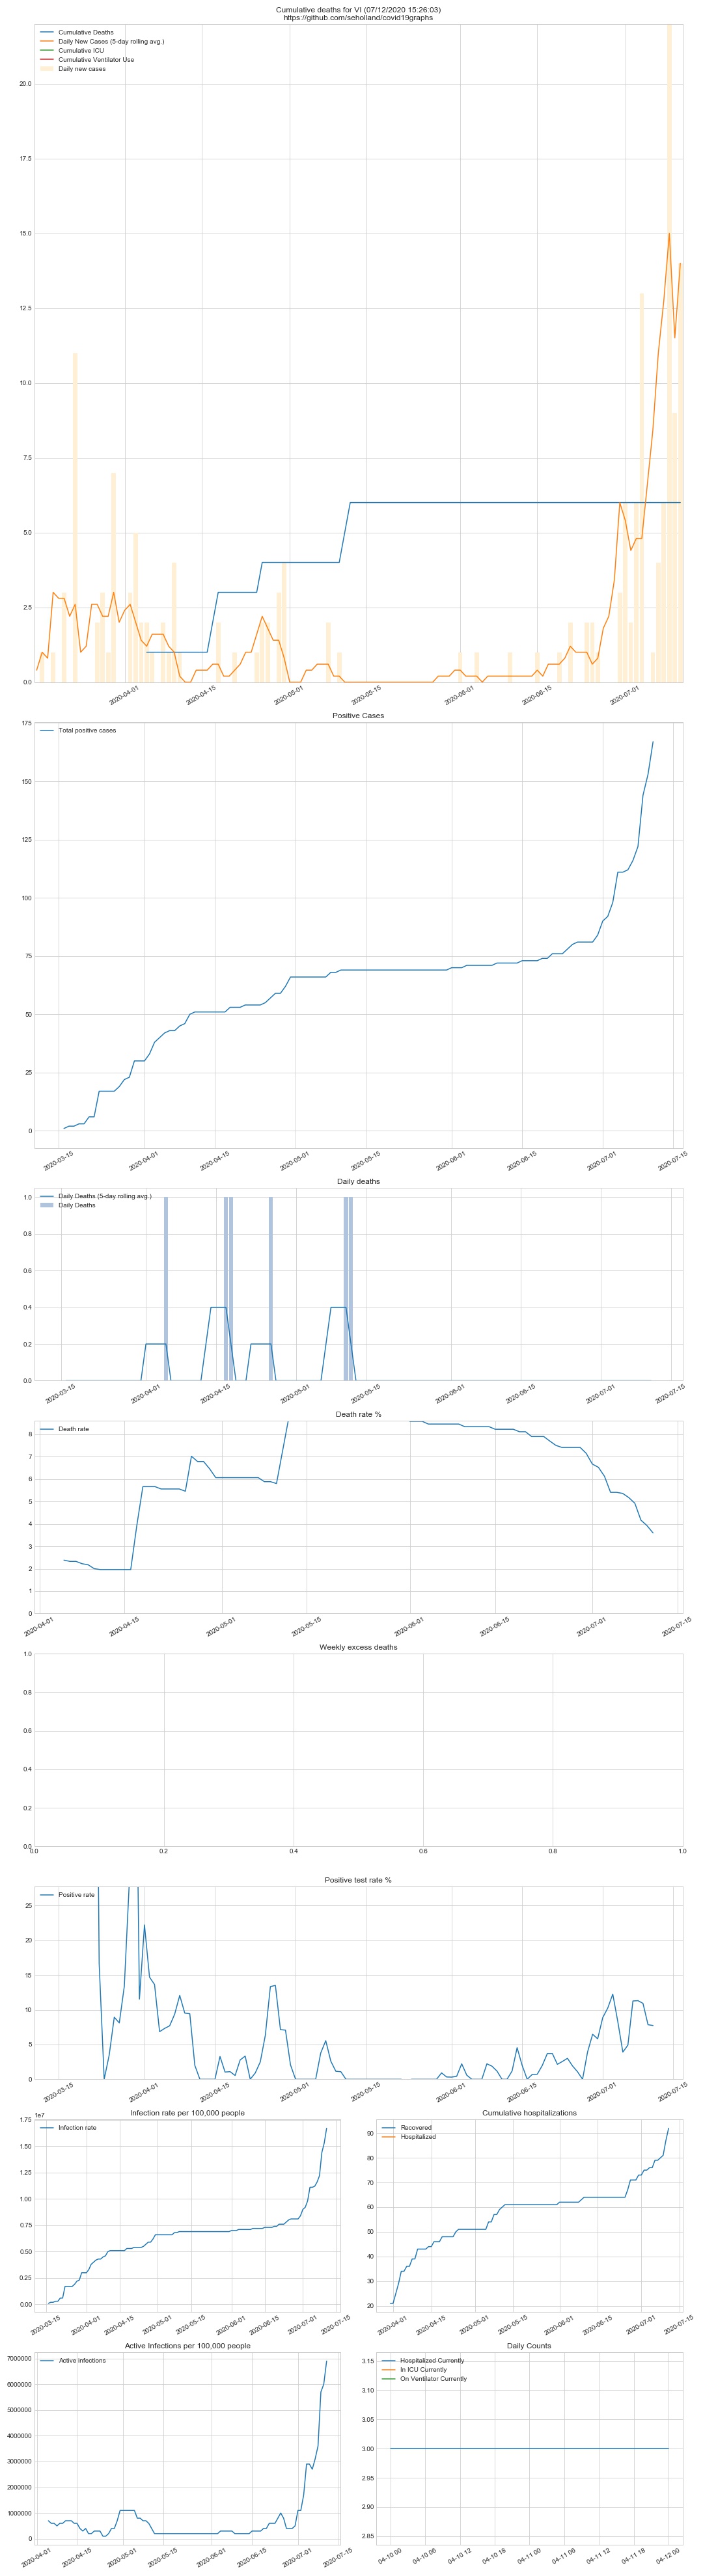 Cumulative deaths for VI (07/12/2020 15:26:03)
https://github.com/seholland/covid19graphs
Cumulative Deaths
Daily New Cases (5-day rolling avg.)
Cumulative ICU
Cumulative Ventilator Use
Daily new cases
20.0
17.5
15.0
12.5
10.0
7.5
5.0
2.5
0.0
2020-04-01 2020-04-15 2020-05-01 2020-05-15 2020-06-01 2020-06-15 2020-07-01
Positive Cases
Total positive cases
175
150
125
100
75
50
25
0
2020-03-15 2020-04-01 2020-04-15 2020-05-01 2020-05-15 2020-06-01 2020-06-15 2020-07-01 2020-07-15
Daily deaths
Daily Deaths (5-day rolling avg.)
Daily Deaths
1.0
0.8
0.6
0.4
0.2
0.0
2020-03-15 2020-04-01 2020-04-15 2020-05-01 2020-05-15 2020-06-01 2020-06-15 2020-07-01 2020-07-15
Death rate %
Death rate
8
7
6
5
4
3
2
1
0
2020-04-01 2020-04-15 2020-05-01 2020-05-15 2020-06-01 2020-06-15 2020-07-01 2020-07-15
Weekly excess deaths
1.0
0.8
0.6
0.4
0.2
0.0
0.0 0.2 0.4 0.6 0.8 1.0
Positive test rate %
Positive rate
25
20
15
10
5
0
2020-03-15 2020-04-01 2020-04-15 2020-05-01 2020-05-15 2020-06-01 2020-06-15 2020-07-01 2020-07-15
Infection rate per 100,000 people
1e7
Infection rate
1.75
1.50
1.25
1.00
0.75
0.50
0.25
0.00
2020-03-15 2020-04-01 2020-04-15 2020-05-01 2020-05-15 2020-06-01 2020-06-15 2020-07-01 2020-07-15
Cumulative hospitalizations
Recovered
Hospitalized
90
80
70
60
50
40
30
20
2020-04-01 2020-04-15 2020-05-01 2020-05-15 2020-06-01 2020-06-15 2020-07-01 2020-07-15
Active Infections per 100,000 people
Active infections
7000000
6000000
5000000
4000000
3000000
2000000
1000000
0
2020-04-01 2020-04-15 2020-05-01 2020-05-15 2020-06-01 2020-06-15 2020-07-01 2020-07-15
Daily Counts
Hospitalized Currently
In ICU Currently
On Ventilator Currently
3.15
3.10
3.05
3.00
2.95
2.90
2.85
04-10 00 04-10 06 04-10 12 04-10 18 04-11 00 04-11 06 04-11 12 04-11 18 04-12 00